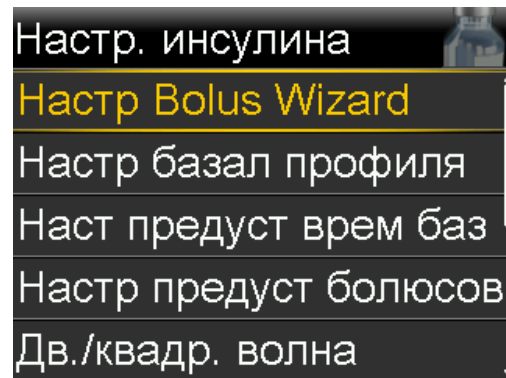 Настр. инсулина
Настр Bolus Wizard
Настр базал профиля
Наст предуст врем баз
Настр предуст болюсов
Дв./квадр. волна